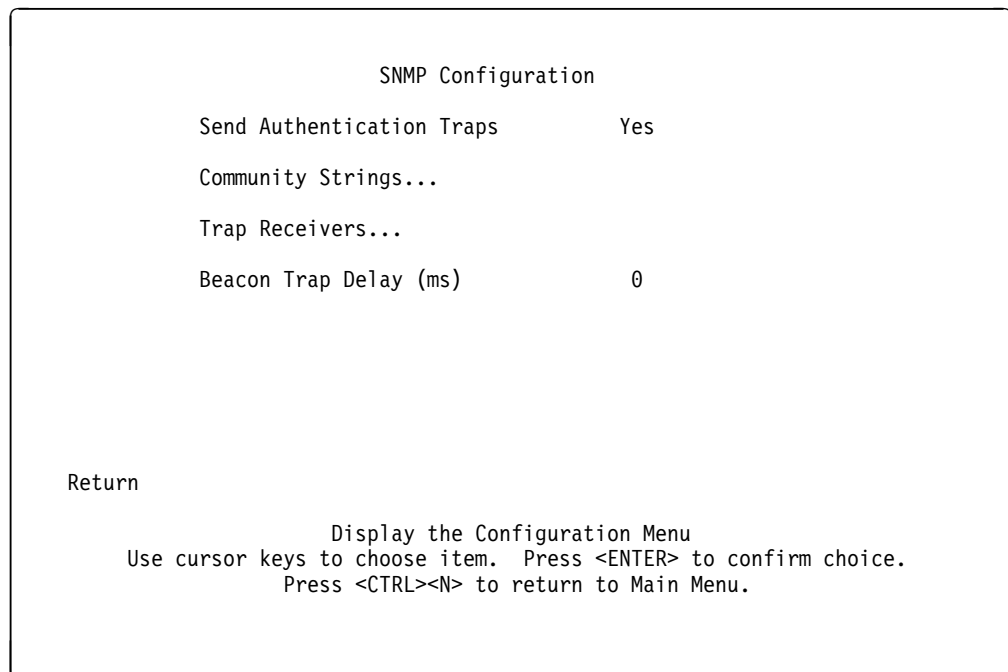 SNMP Configuration
Send Authentication Traps Yes
Community Strings...
Trap Receivers...
Beacon Trap Delay (ms) 0
Return
Display the Configuration Menu
Use cursor keys to choose item. Press <ENTER> to confirm choice.
Press <CTRL><N> to return to Main Menu.